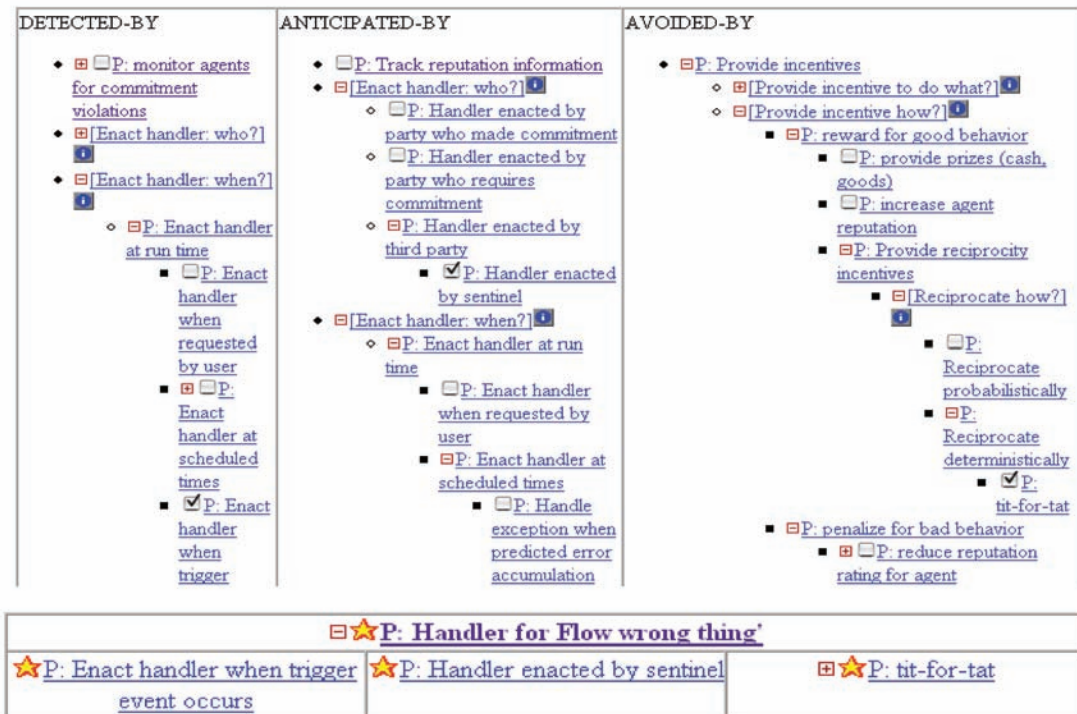 DETECTED-BY
P: monitor agents
for commitment
violations
[Enact handler: who?]
[Enact handler: when?]
P: Enact handler
at run time
P: Enact
handler
when
requested
by user
P:
Enact
handler at
scheduled
times
P: Enact
handler
when
trigger
ANTICIPATED-BY
P: Track reputation information
[Enact handler: who?]
P: Handler enacted by
party who made commitment
P: Handler enacted by
party who requires
commitment
P: Handler enacted by
third party
P: Handler enacted
by sentinel
[Enact handler: when?]
P: Enact handler at run
time
P: Enact handler
when requested by
user
P: Enact handler at
scheduled times
P: Handle
exception when
predicted error
accumulation
AVOIDED-BY
P: Provide incentives
[Provide incentive to do what?]
[Provide incentive how?]
P: reward for good behavior
P: provide prizes (cash,
goods)
P: increase agent
reputation
P: Provide reciprocity
incentives
[Reciprocate how?]
P:
Reciprocate
probabilistically
P:
Reciprocate
deterministically
P:
tit-for-tat
P: penalize for bad behavior
P: reduce reputation
rating for agent
P: Handler for Flow wrong thing'
P: Enact handler when trigger
event occurs
P: Handler enacted by sentinel
P: tit-for-tat